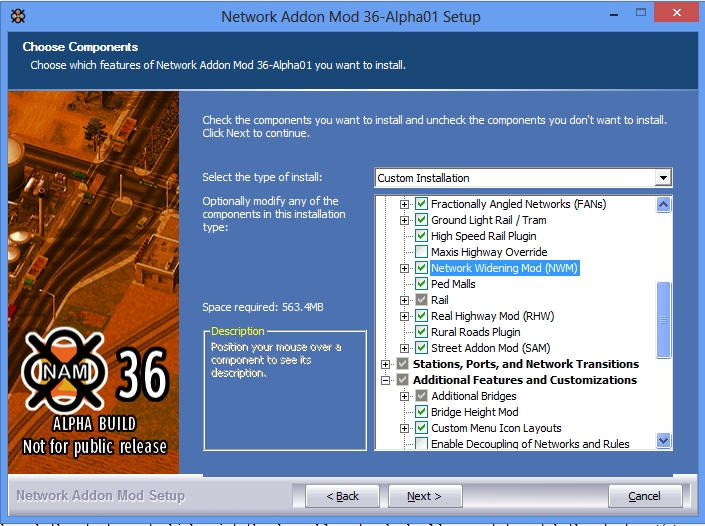 Network Addon Mod 36-Alpha01 Setup
Choose Components
Choose which features of Network Addon Mod 36-Alpha01 you want to install.
Check the components you want to install and uncheck the components you don't want to install.
Click Next to continue.
Select the type of install:
Custom Installation
Optionally modify any of the
components in this installation
type:
Fractionally Angled Networks (FANs)
Ground Light Rail / Tram
High Speed Rail Plugin
Maxis Highway Override
Network Widening Mod (NWM)
Ped Malls
Rail
Real Highway Mod (RHW)
Rural Roads Plugin
Street Addon Mod (SAM)
Stations, Ports, and Network Transitions
Additional Features and Customizations
Additional Bridges
Bridge Height Mod
Custom Menu Icon Layouts
Enable Decoupling of Networks and Rules
Space required: 563.4MB
Description
Position your mouse over a
component to see its
description.
NAM 36
ALPHA BUILD
Not for public release
Network Addon Mod Setup
< Back
Next >
Cancel